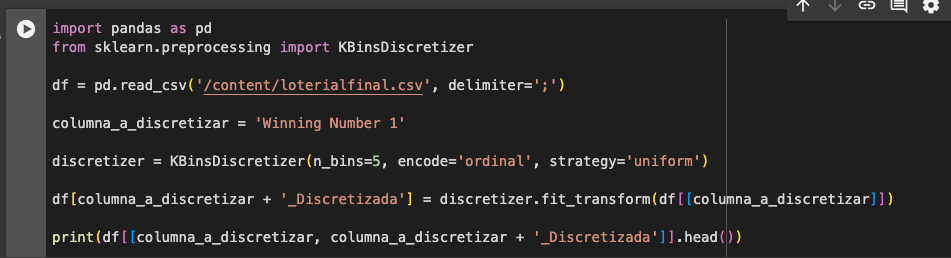 import pandas as pd
from sklearn.preprocessing import KBinsDiscretizer
df = pd.read_csv('/content/loterialfinal.csv', delimiter=';')
columna_a_discretizar = 'Winning Number 1'
discretizer = KBinsDiscretizer(n_bins=5, encode='ordinal', strategy='uniform')
df[columna_a_discretizar + '_Discretizada'] = discretizer.fit_transform(df[[columna_a_discretizar]])
print(df[[columna_a_discretizar, columna_a_discretizar + '_Discretizada']].head())